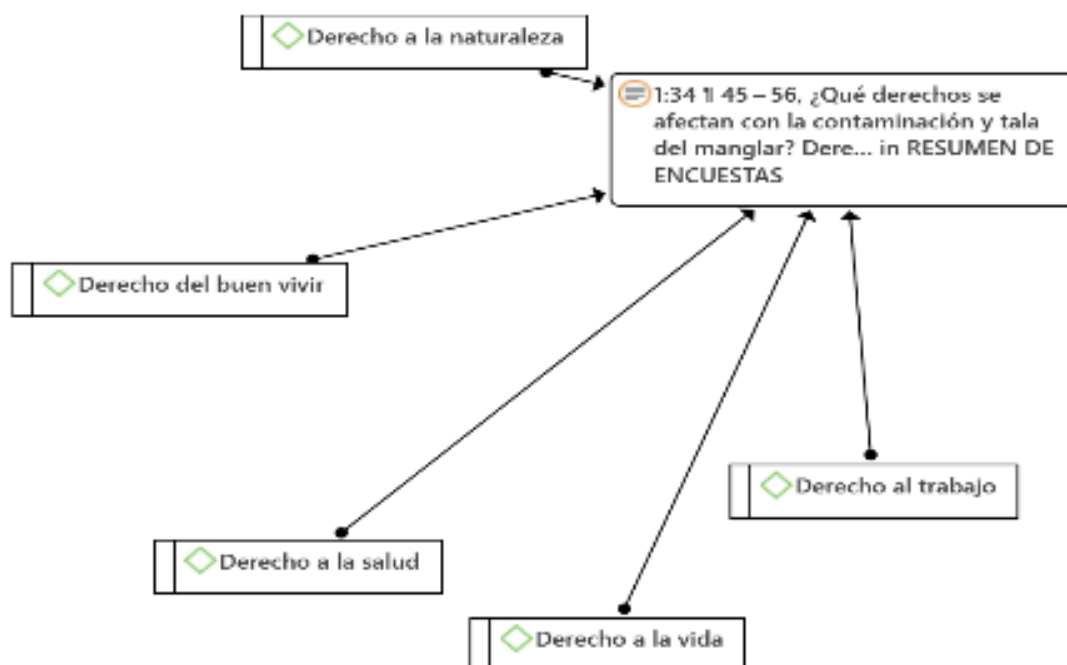 Derecho a la naturaleza
1:34 ¶ 45 – 56, ¿Qué derechos se
afectan con la contaminación y tala
del manglar? Dere... in RESUMEN DE
ENCUESTAS
Derecho del buen vivir
Derecho al trabajo
Derecho a la salud
Derecho a la vida